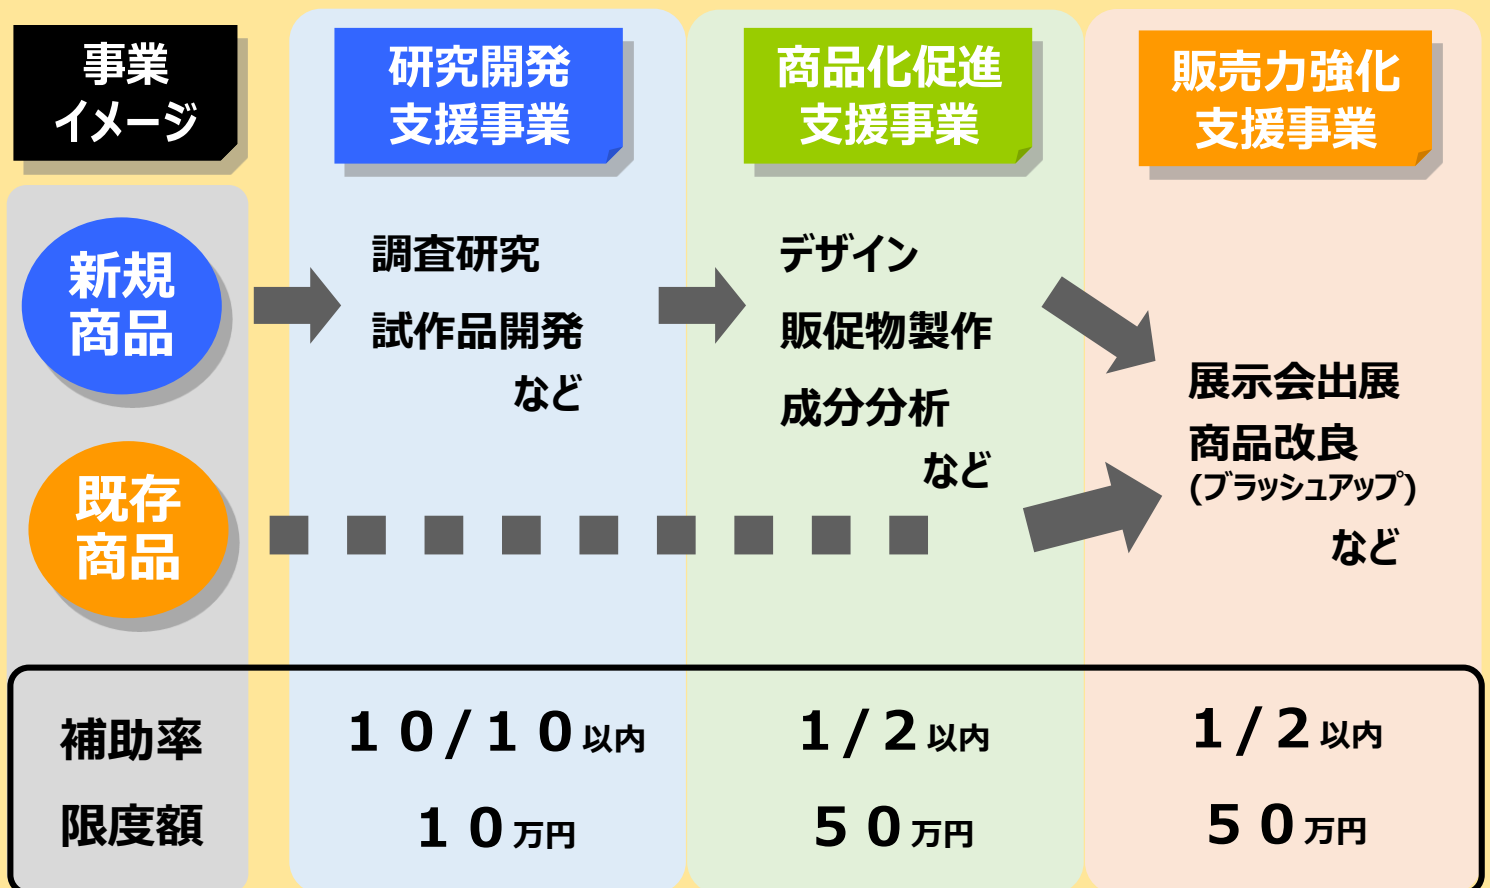 事業
イメージ
研究開発
支援事業
商品化促進
支援事業
販売力強化
支援事業
新規
商品
調査研究
試作品開発
など
デザイン
販促物製作
成分分析
など
展示会出展
商品改良
(ブラッシュアップ)
など
既存
商品
補助率
１０/１０以内
１/２以内
１/２以内
限度額
１０万円
５０万円
５０万円